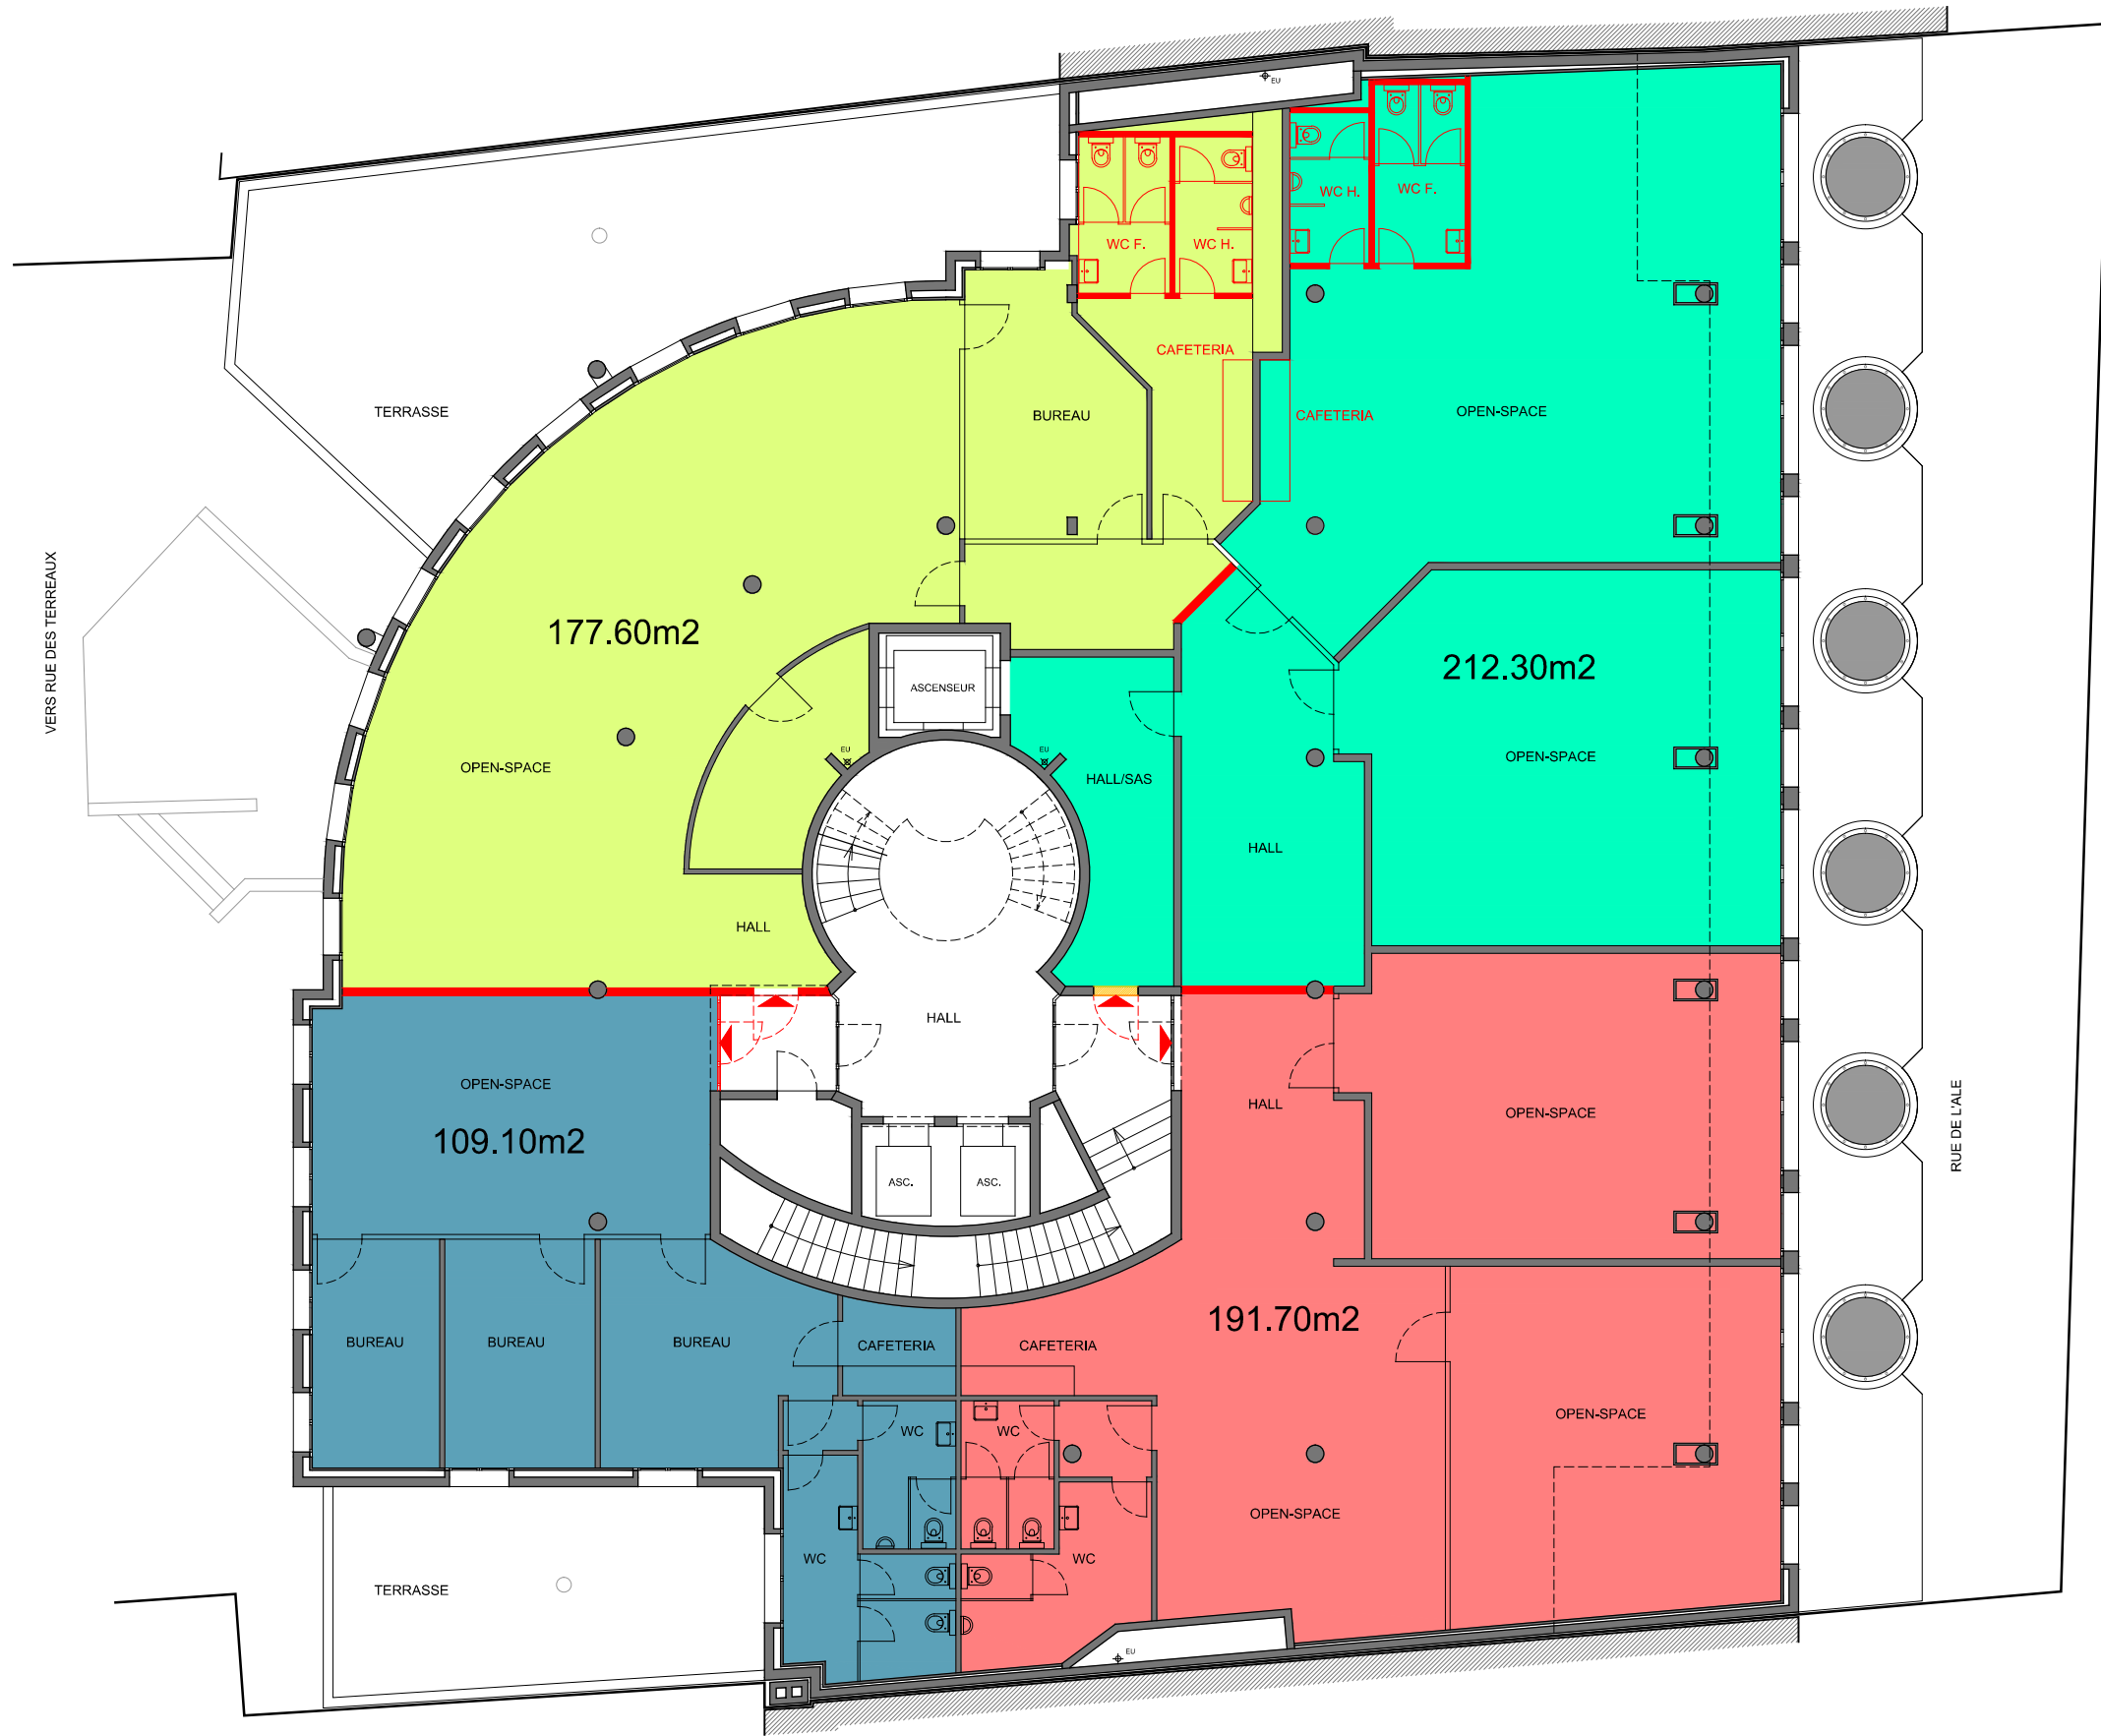 EU
WC H.
WC F.
WC F.
WC H.
CAFETERIA
TERRASSE
BUREAU
CAFETERIA
OPEN-SPACE
VERS RUE DES TERREAUX
177.60m2
212.30m2
ASCENSEUR
EU
EU
OPEN-SPACE
HALL/SAS
OPEN-SPACE
HALL
HALL
HALL
OPEN-SPACE
HALL
OPEN-SPACE
RUE DE L'ALE
109.10m2
ASC.
ASC.
191.70m2
BUREAU
BUREAU
BUREAU
CAFETERIA
CAFETERIA
OPEN-SPACE
WC
WC
OPEN-SPACE
WC
WC
TERRASSE
EU